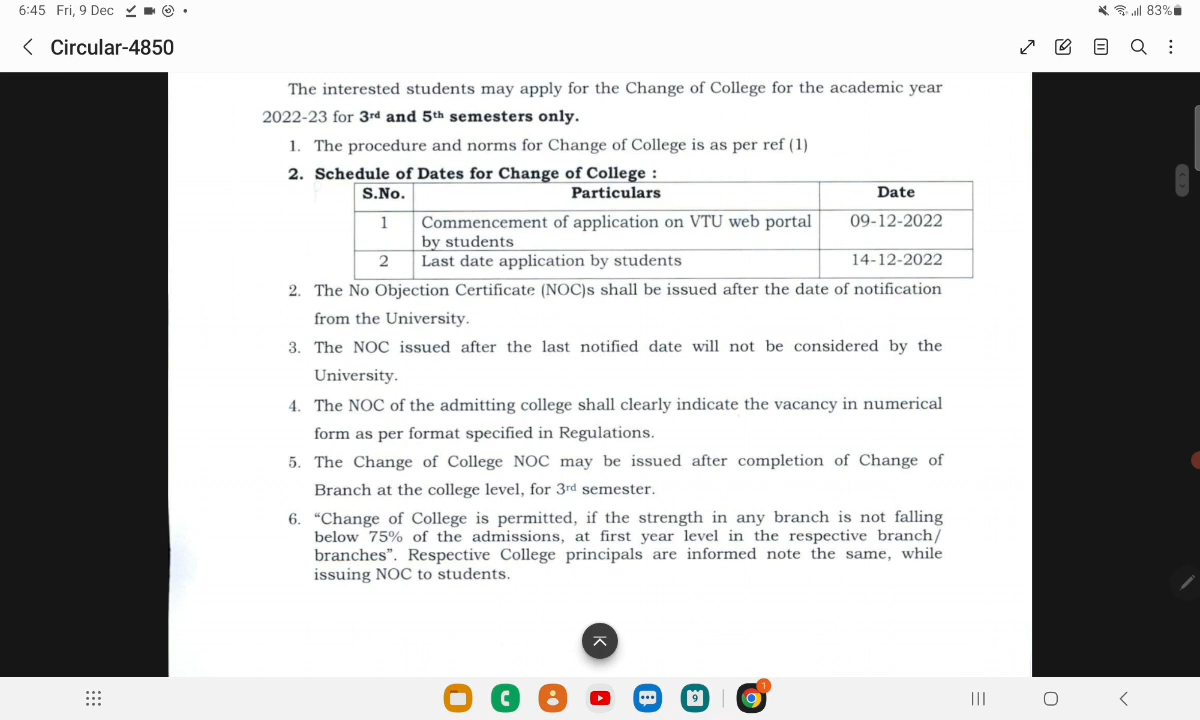 6:45 Fri, 9 Dec
83%
Circular-4850
The interested students may apply for the Change of College for the academic year
2022-23 for 3rd and 5th semesters only.
1. The procedure and norms for Change of College is as per ref (1)
2. Schedule of Dates for Change of College :
S.No. Particulars Date
1 Commencement of application on VTU web portal 09-12-2022
by students
2 Last date application by students 14-12-2022
2. The No Objection Certificate (NOC)s shall be issued after the date of notification
from the University.
3. The NOC issued after the last notified date will not be considered by the
University.
4. The NOC of the admitting college shall clearly indicate the vacancy in numerical
form as per format specified in Regulations.
5. The Change of College NOC may be issued after completion of Change of
Branch at the college level, for 3rd semester.
6. “Change of College is permitted, if the strength in any branch is not falling
below 75% of the admissions, at first year level in the respective branch/
branches”. Respective College principals are informed note the same, while
issuing NOC to students.
9
1